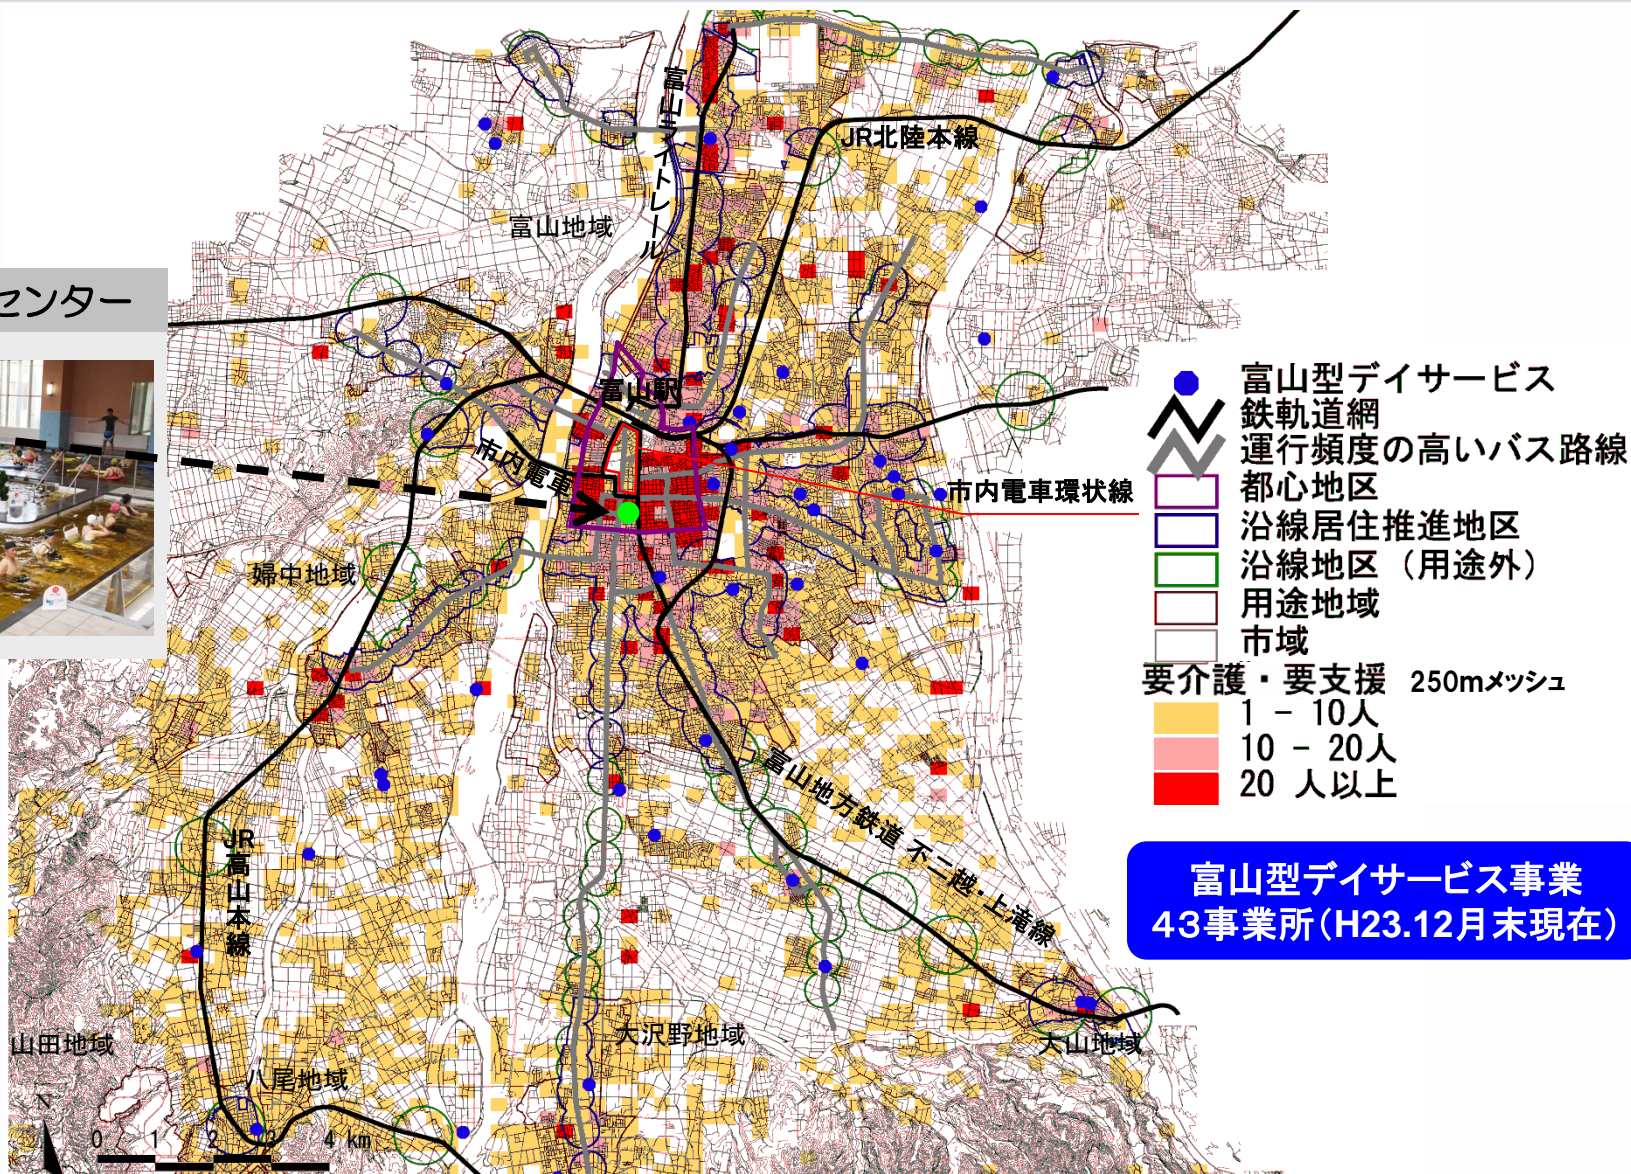 富山ライトレール
JR北陸本線
富山地域
センター
富山駅
市内電車
市内電車環状線
婦中地域
富山地方鉄道 不二越・上滝線
JR高山本線
山田地域
八尾地域
大沢野地域
大山地域
N
0 1 2 3 4 km
富山型デイサービス
鉄軌道網
運行頻度の高いバス路線
都心地区
沿線居住推進地区
沿線地区（用途外）
用途地域
市域
要介護・要支援 250mメッシュ
1 - 10人
10 - 20人
20 人以上
富山型デイサービス事業
43事業所（H23.12月末現在）